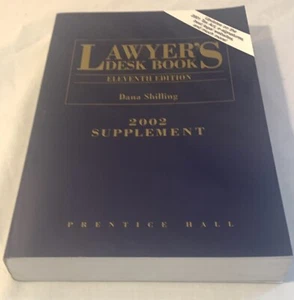 LAWYER'S
DESK BOOK
ELEVENTH EDITION
Dana Shilling
2002
SUPPLEMENT
PRENTICE HALL